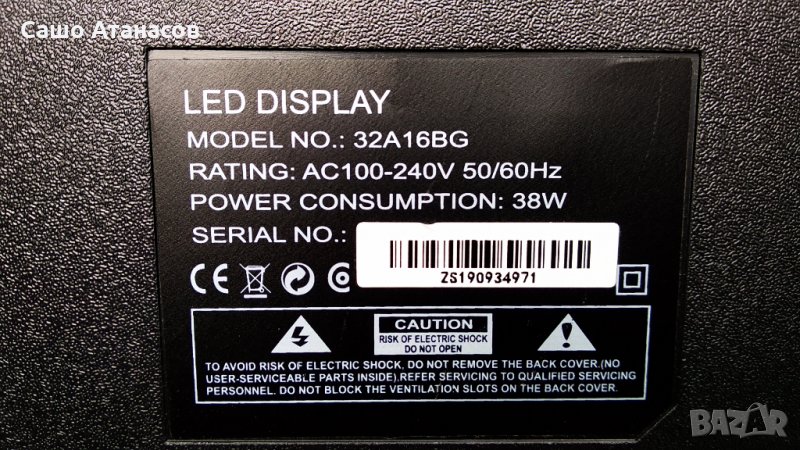 Сашо Атанасов
LED DISPLAY
MODEL NO.: 32A16BG
RATING: AC100-240V 50/60Hz
POWER CONSUMPTION: 38W
SERIAL NO.:
ZS190934971
CE
CAUTION
RISK OF ELECTRIC SHOCK
DO NOT OPEN
TO AVOID RISK OF ELECTRIC SHOCK, DO NOT REMOVE THE BACK COVER.(NO
USER-SERVICEABLE PARTS INSIDE).REFER SERVICING TO QUALIFIED SERVICING
PERSONNEL. DO NOT BLOCK THE VENTILATION SLOTS ON THE BACK COVER.
BAZAR